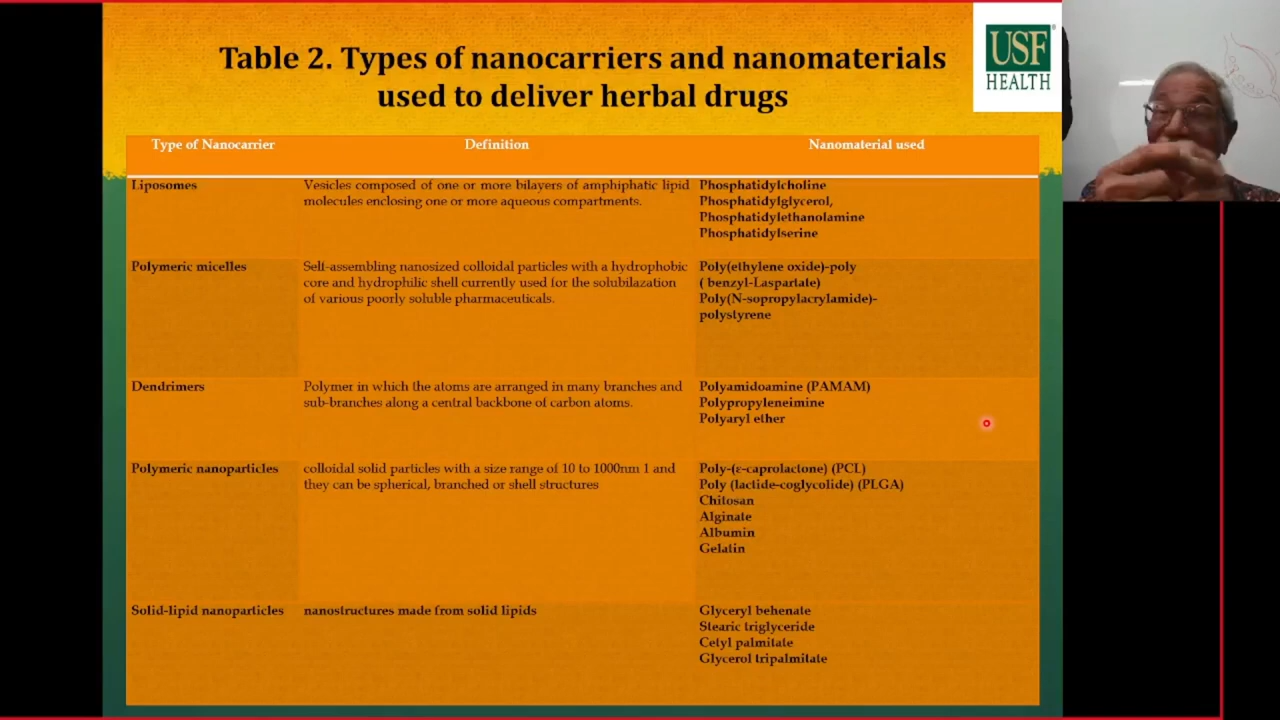 Table 2. Types of nanocarriers and nanomaterials
used to deliver herbal drugs
USF
HEALTH
Type of Nanocarrier Definition Nanomaterial used
Liposomes
Vesicles composed of one or more bilayers of amphiphatic lipid
molecules enclosing one or more aqueous compartments.
Phosphatidylcholine
Phosphatidylglycerol,
Phosphatidylethanolamine
Phosphatidylserine
Polymeric micelles
Self-assembling nanosized colloidal particles with a hydrophobic
core and hydrophilic shell currently used for the solubilazation
of various poorly soluble pharmaceuticals.
Poly(ethylene oxide)-poly
( benzyl-Laspartate)
Poly(N-sopropylacrylamide)-
polystyrene
Dendrimers
Polymer in which the atoms are arranged in many branches and
sub-branches along a central backbone of carbon atoms.
Polyamidoamine (PAMAM)
Polypropyleneimine
Polyaryl ether
Polymeric nanoparticles
colloidal solid particles with a size range of 10 to 1000nm 1 and
they can be spherical, branched or shell structures
Poly-(ε-caprolactone) (PCL)
Poly (lactide-coglycolide) (PLGA)
Chitosan
Alginate
Albumin
Gelatin
Solid-lipid nanoparticles
nanostructures made from solid lipids
Glyceryl behenate
Stearic triglyceride
Cetyl palmitate
Glycerol tripalmitate